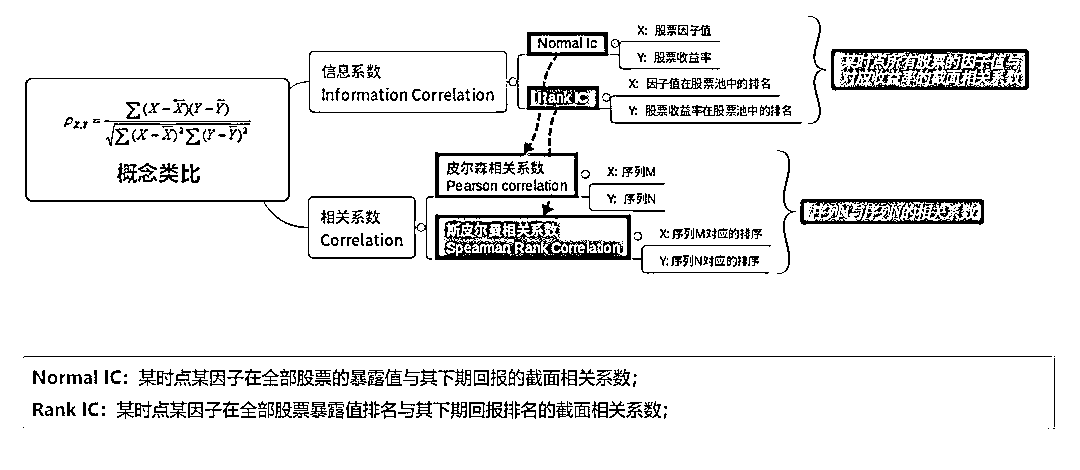 ρX,Y = ∑(X−X̄)(Y−Ȳ) / √∑(X−X̄)²∑(Y−Ȳ)²
概念类比
信息系数
Information Correlation
Normal Ic
X: 股票因子值
Y: 股票收益率
Rank IC
X: 因子值在股票池中的排名
Y: 股票收益率在股票池中的排名
某时点所有股票的因子值与
对应收益率的截面相关系数
相关系数
Correlation
皮尔森相关系数
Pearson correlation
X: 序列M
Y: 序列N
斯皮尔曼相关系数
Spearman Rank Correlation
X: 序列M对应的排序
Y: 序列N对应的排序
序列M与序列N的相关系数
Normal IC: 某时点某因子在全部股票的暴露值与其下期回报的截面相关系数；
Rank IC: 某时点某因子在全部股票暴露值排名与其下期回报排名的截面相关系数；